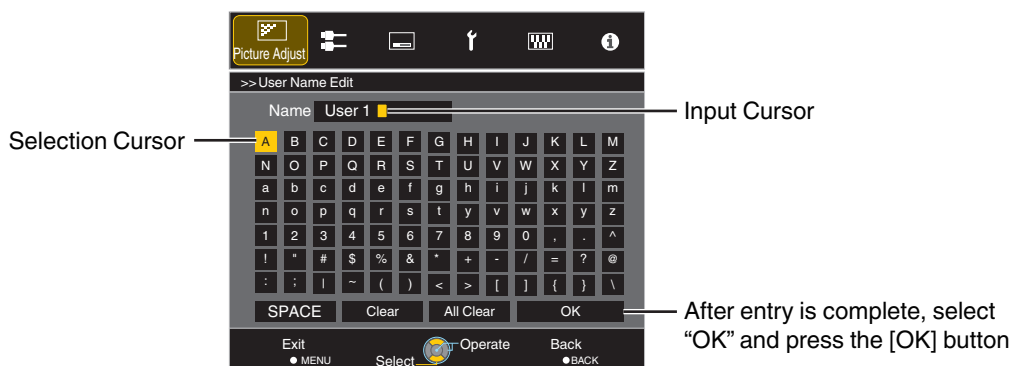 Picture Adjust
>>User Name Edit
Name User 1
Input Cursor
Selection Cursor
A B C D E F G H I J K L M
N O P Q R S T U V W X Y Z
a b c d e f g h i j k l m
n o p q r s t y v w x y z
1 2 3 4 5 6 7 8 9 0 , . ^
! " # $ % & * + - / = ? @
: ; | ~ ( ) < > [ ] { } \
SPACE Clear All Clear OK
After entry is complete, select
“OK” and press the [OK] button
Exit Operate Back
MENU Select BACK